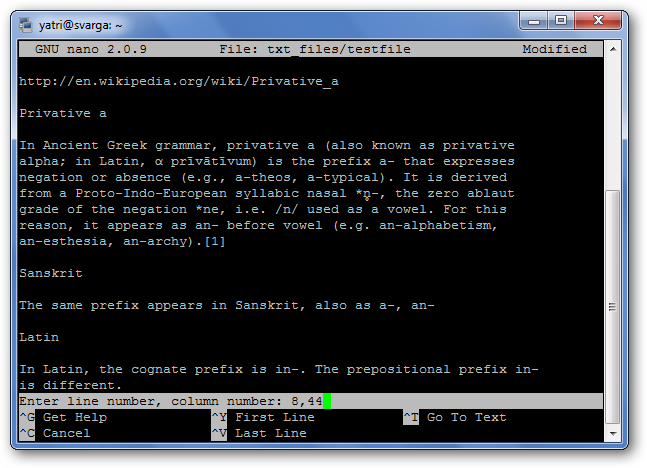 yatri@svarga: ~
GNU nano 2.0.9 File: txt_files/testfile Modified
http://en.wikipedia.org/wiki/Privative_a
Privative a
In Ancient Greek grammar, privative a (also known as privative
alpha; in Latin, α prīvātīvum) is the prefix a- that expresses
negation or absence (e.g., a-theos, a-typical). It is derived
from a Proto-Indo-European syllabic nasal *n̥-, the zero ablaut
grade of the negation *ne, i.e. /n/ used as a vowel. For this
reason, it appears as an- before vowel (e.g. an-alphabetism,
an-esthesia, an-archy).[1]
Sanskrit
The same prefix appears in Sanskrit, also as a-, an-
Latin
In Latin, the cognate prefix is in-. The prepositional prefix in-
is different.
Enter line number, column number: 8,44
^G Get Help ^Y First Line ^T Go To Text
^C Cancel ^V Last Line